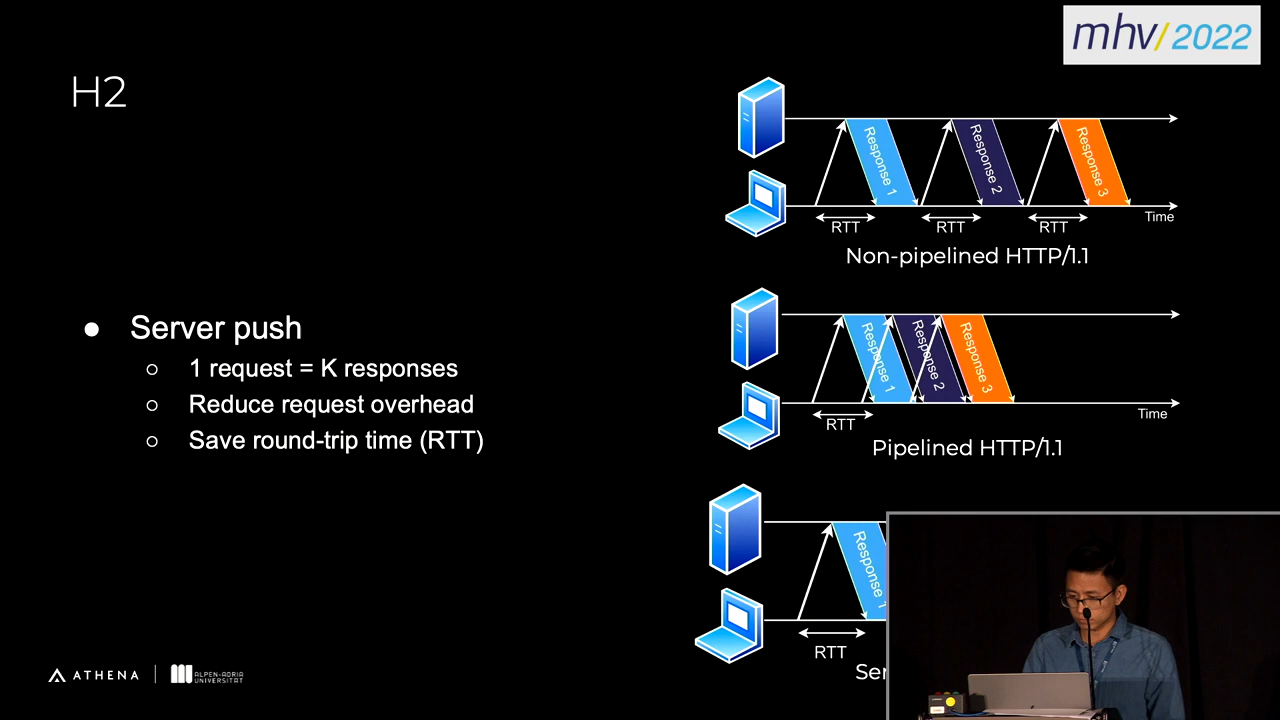 mhv/2022
H2
Server push
1 request = K responses
Reduce request overhead
Save round-trip time (RTT)
Response 1
Response 2
Response 3
RTT
RTT
RTT
Time
Non-pipelined HTTP/1.1
Response 1
Response 2
Response 3
RTT
Time
Pipelined HTTP/1.1
Response 1
RTT
Ser
ATHENA
ALPEN-ADRIA
UNIVERSITÄT